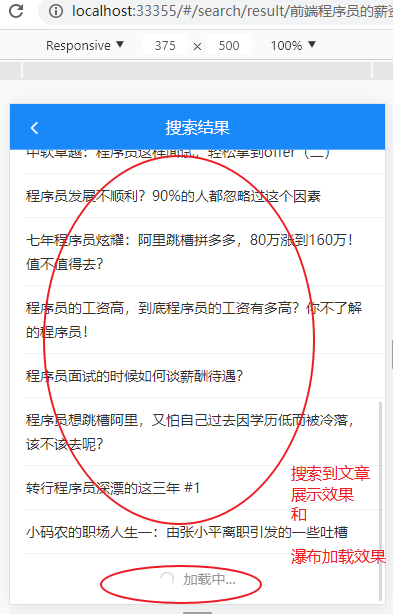 localhost:33355/#/search/result/前端程序员的薪资
Responsive ▼ 375 × 500 100% ▼
搜索结果
中软卓越：程序员这样面试，轻松拿到offer（二）
程序员发展不顺利？90%的人都忽略过这个因素
七年程序员炫耀：阿里跳槽拼多多，80万涨到160万！
值不值得去？
程序员的工资高，到底程序员的工资有多高？你不了解
的程序员！
程序员面试的时候如何谈薪酬待遇？
程序员想跳槽阿里，又怕自己过去因学历低而被冷落，
该不该去呢？
转行程序员深漂的这三年 #1
小码农的职场人生一：由张小平离职引发的一些吐槽
加载中...
搜索到文章
展示效果
和
瀑布加载效果